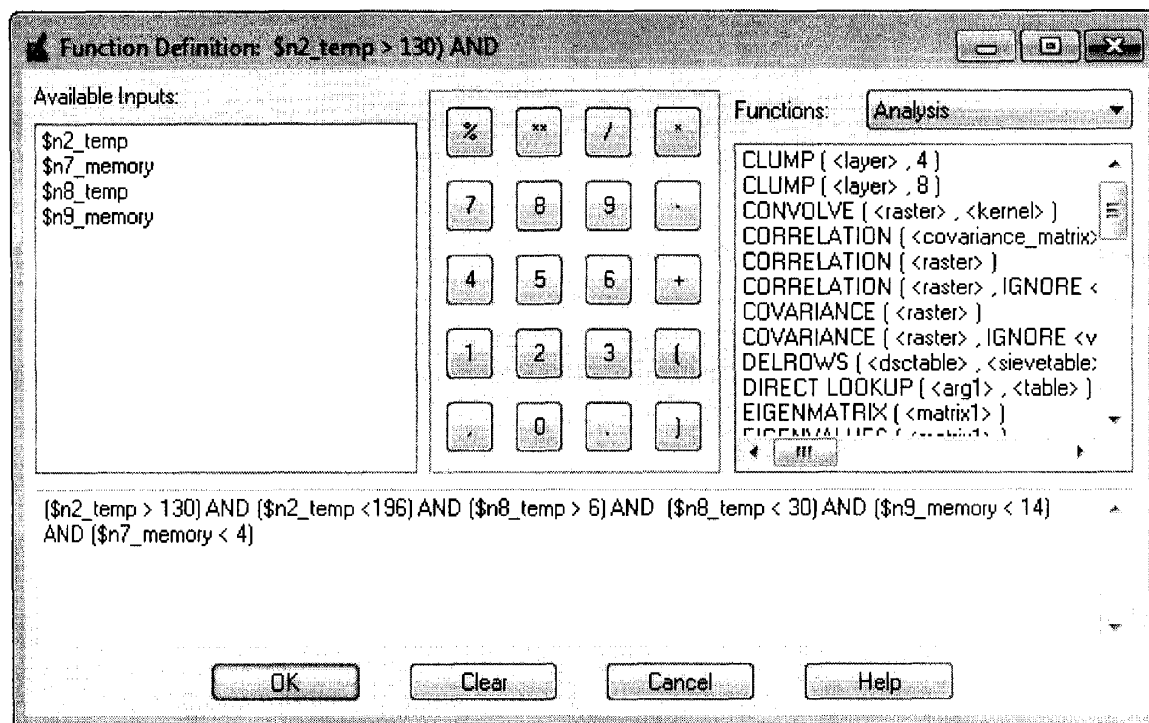 Function Definition: $n2_temp > 130) AND
Available Inputs:
$n2_temp
$n7_memory
$n8_temp
$n9_memory
% ** / *
7 8 9 -
4 5 6 +
1 2 3 (
, 0 . )
Functions: Analysis
CLUMP ( <layer> , 4 )
CLUMP ( <layer> , 8 )
CONVOLVE ( <raster> , <kernel> )
CORRELATION ( <covariance_matrix>
CORRELATION ( <raster> )
CORRELATION ( <raster> , IGNORE <
COVARIANCE ( <raster> )
COVARIANCE ( <raster> , IGNORE <v
DELROWS ( <dsctable> , <sievetable>
DIRECT LOOKUP ( <arg1> , <table> )
EIGENMATRIX ( <matrix1> )
EIGENVALUES ( <matrix1> )
($n2_temp > 130) AND ($n2_temp <196) AND ($n8_temp > 6) AND  ($n8_temp < 30) AND ($n9_memory < 14)
AND ($n7_memory < 4)
OK Clear Cancel Help